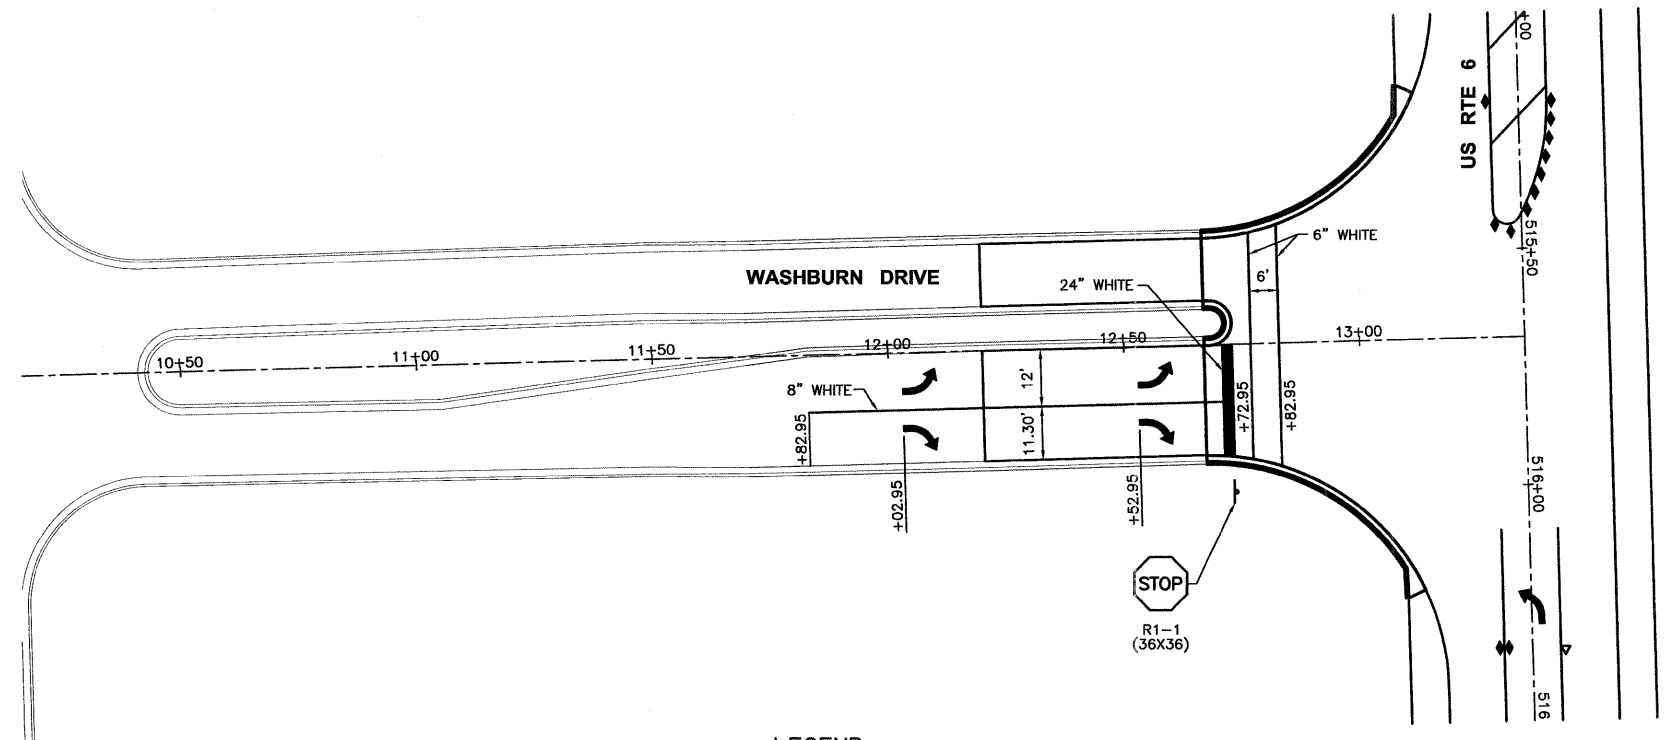 +00
US RTE 6
515+50
6" WHITE
WASHBURN DRIVE
24" WHITE
6'
10+50
11+00
11+50
12+00
12+50
13+00
8" WHITE
12'
11.30'
+82.95
+72.95
+82.95
+02.95
+52.95
516+00
STOP
R1-1
(36X36)
516
LEGEND